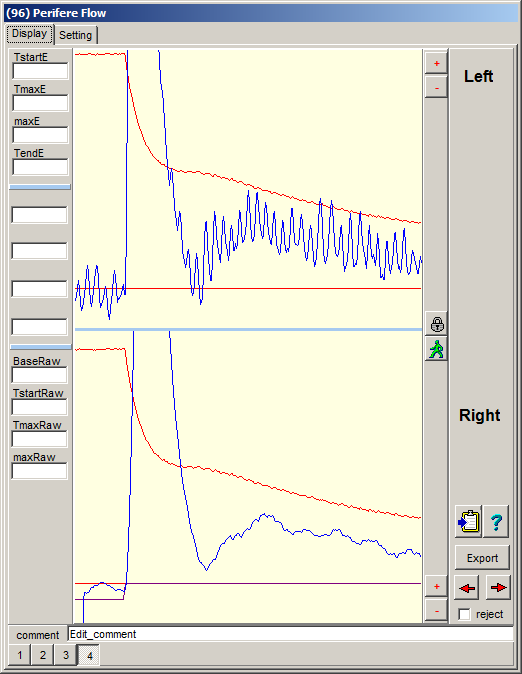 (96) Perifere Flow
Display Setting
TstartE
TmaxE
maxE
TendE
BaseRaw
TstartRaw
TmaxRaw
maxRaw
+
-
Left
Right
?
Export
+
-
reject
comment Edit_comment
1 2 3 4